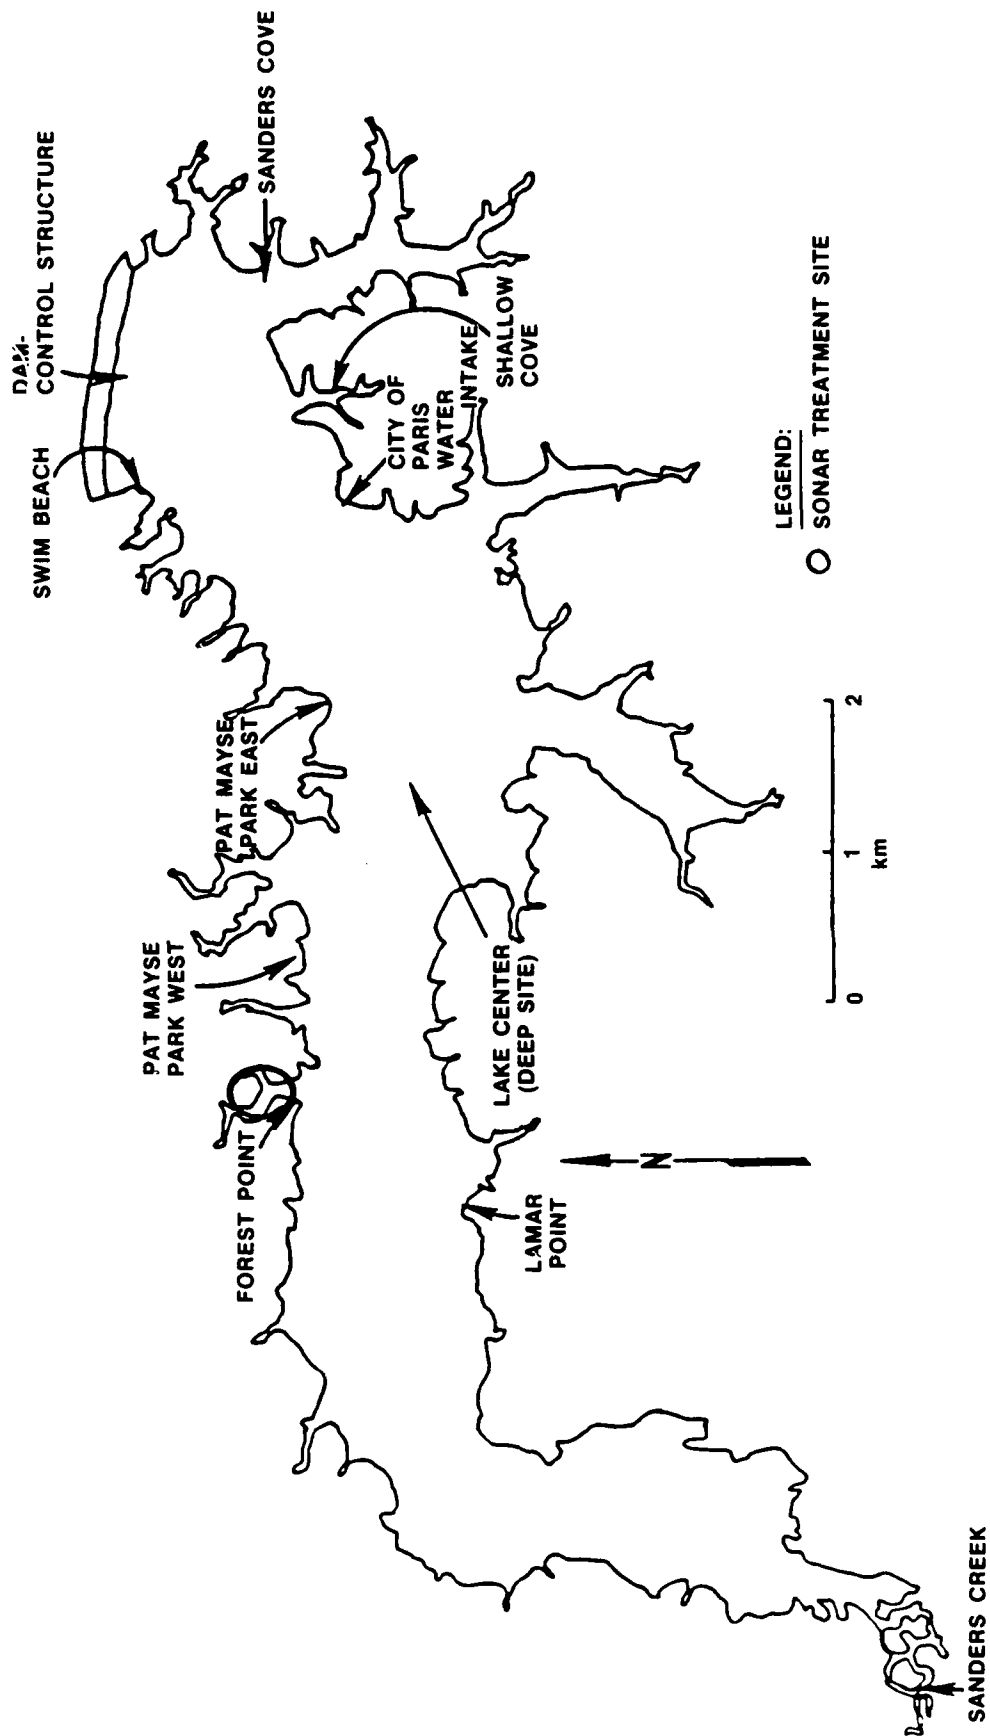 DAM-
CONTROL STRUCTURE
SWIM BEACH
SANDERS COVE
PAT MAYSE
PARK EAST
PAT MAYSE
PARK WEST
FOREST POINT
CITY OF
PARIS
WATER INTAKE
SHALLOW
COVE
LAKE CENTER
(DEEP SITE)
LAMAR
POINT
N
SANDERS CREEK
0 1 2
km
LEGEND:
SONAR TREATMENT SITE